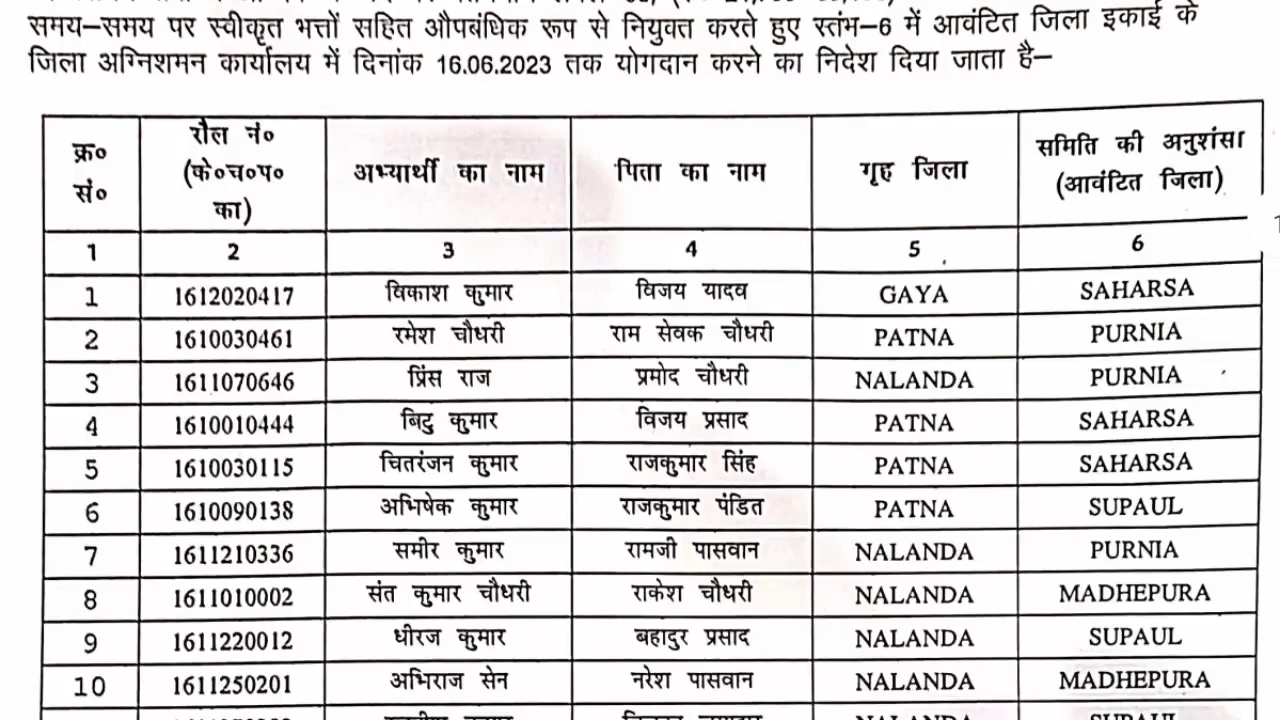 समय–समय पर स्वीकृत भत्तों सहित औपबंधिक रूप से नियुक्त करते हुए स्तंभ–6 में आवंटित जिला इकाई के
जिला अग्निशमन कार्यालय में दिनांक 16.06.2023 तक योगदान करने का निदेश दिया जाता है–
क्र० सं० रौल नं० (के०च०प० का) अभ्यार्थी का नाम पिता का नाम गृह जिला समिति की अनुशंसा (आवंटित जिला)
1 2 3 4 5 6
1 1612020417 विकाश कुमार विजय यादव GAYA SAHARSA
2 1610030461 रमेश चौधरी राम सेवक चौधरी PATNA PURNIA
3 1611070646 प्रिंस राज प्रमोद चौधरी NALANDA PURNIA
4 1610010444 बिटु कुमार विजय प्रसाद PATNA SAHARSA
5 1610030115 चितरंजन कुमार राजकुमार सिंह PATNA SAHARSA
6 1610090138 अभिषेक कुमार राजकुमार पंडित PATNA SUPAUL
7 1611210336 समीर कुमार रामजी पासवान NALANDA PURNIA
8 1611010002 संत कुमार चौधरी राकेश चौधरी NALANDA MADHEPURA
9 1611220012 धीरज कुमार बहादुर प्रसाद NALANDA SUPAUL
10 1611250201 अभिराज सेन नरेश पासवान NALANDA MADHEPURA